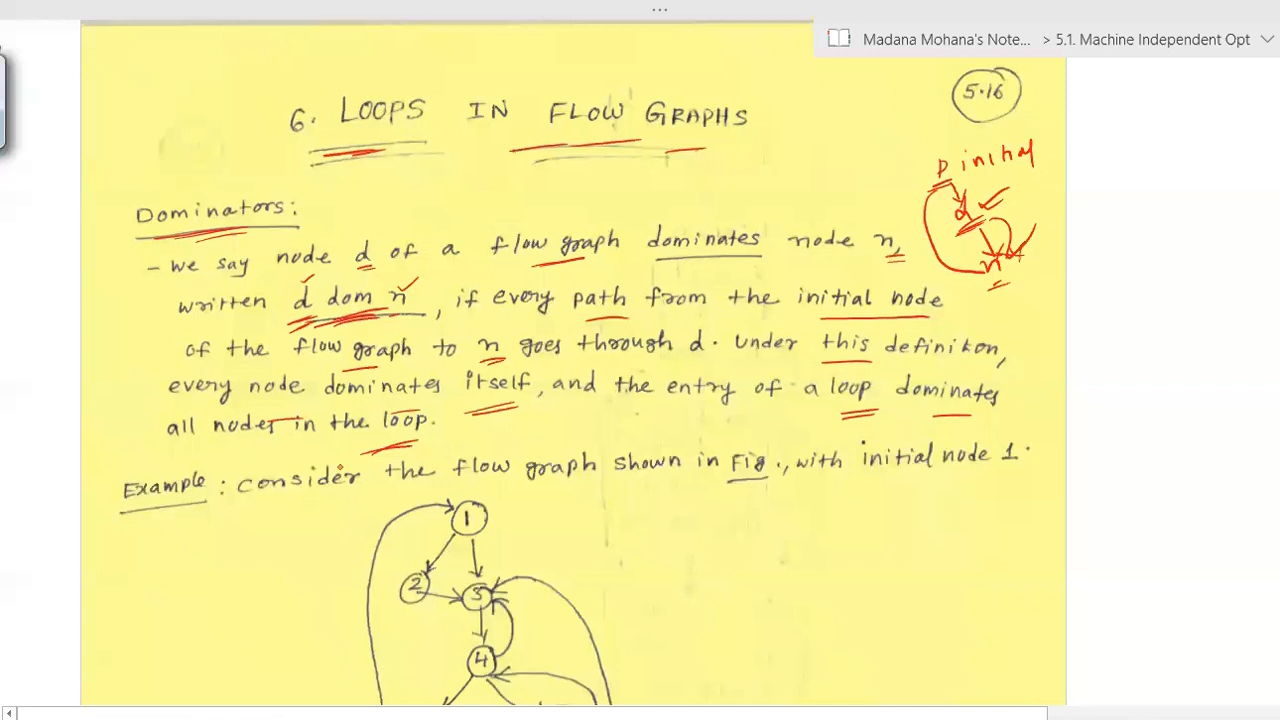 ...
Madana Mohana's Note... > 5.1. Machine Independent Opt
5.16
6. LOOPS IN FLOW GRAPHS
initial
d
n
Dominators:
- we say node d of a flow graph dominates node n,
written d dom n, if every path from the initial node
of the flow graph to n goes through d. Under this definiton,
every node dominates itself, and the entry of a loop dominates
all nodes in the loop.
Example: consider the flow graph shown in Fig., with initial node 1.
1
2
3
4